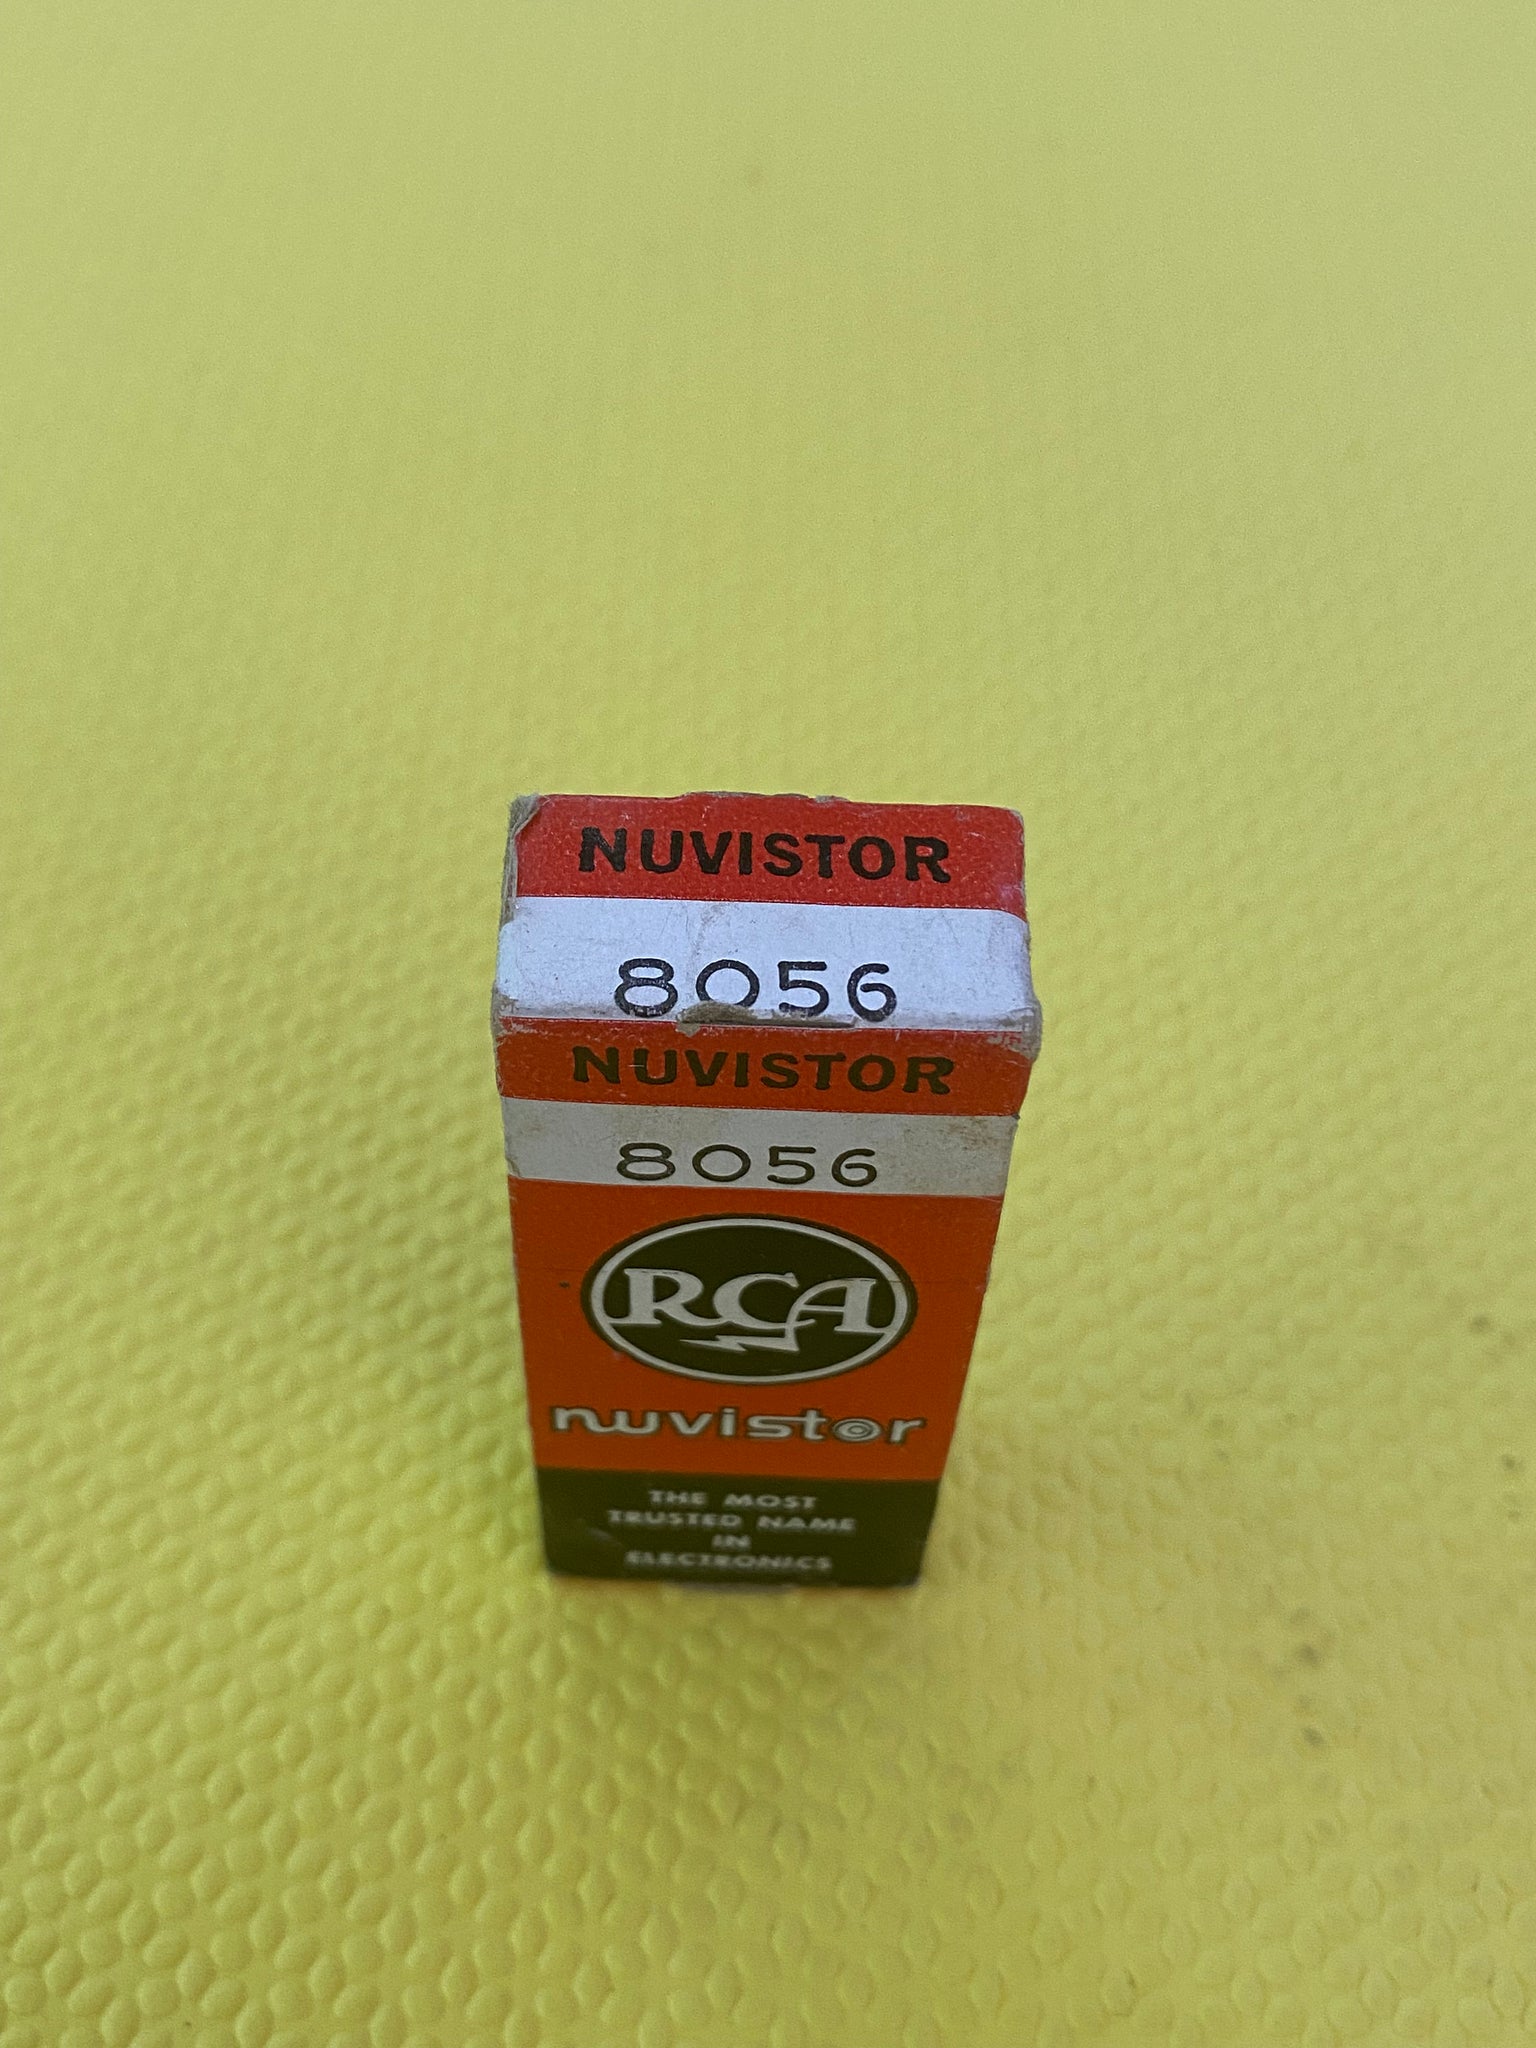 NUVISTOR
8056
NUVISTOR
8056
RCA
nuvistor
THE MOST
TRUSTED NAME
IN
ELECTRONICS